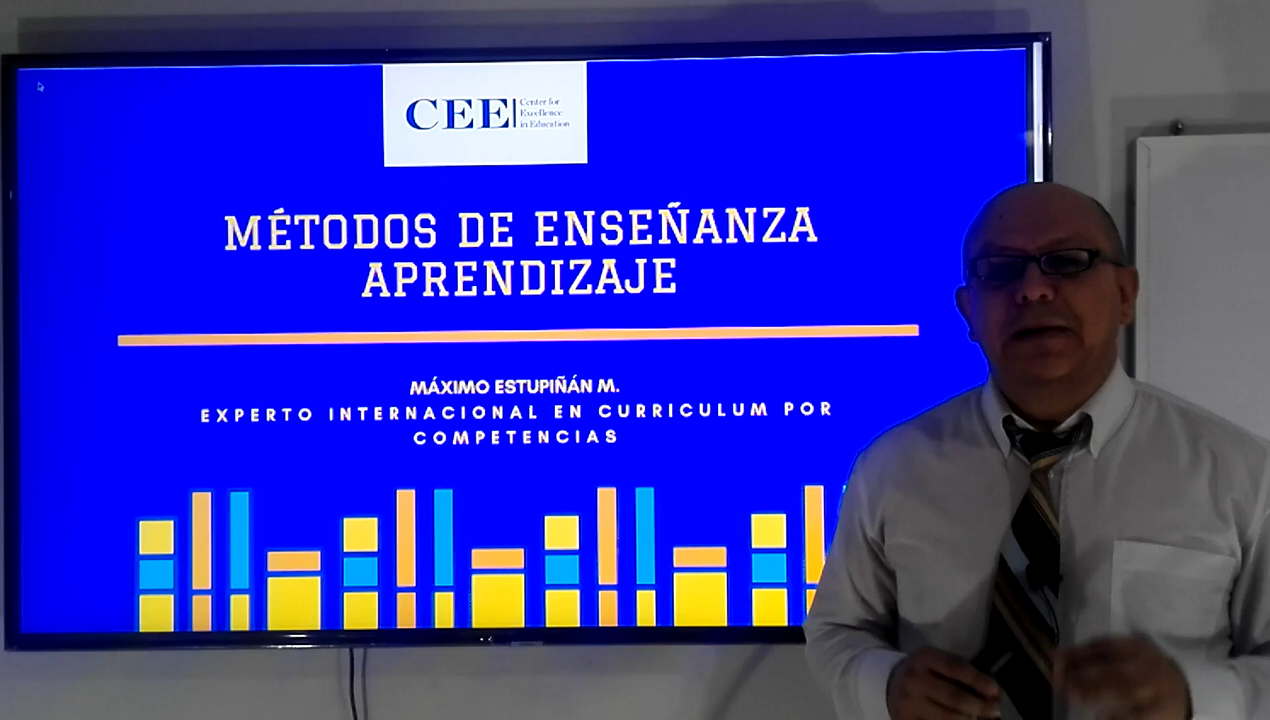 CEE
Center for
Excellence
in Education
MÉTODOS DE ENSEÑANZA
APRENDIZAJE
MÁXIMO ESTUPIÑÁN M.
EXPERTO INTERNACIONAL EN CURRICULUM POR
COMPETENCIAS